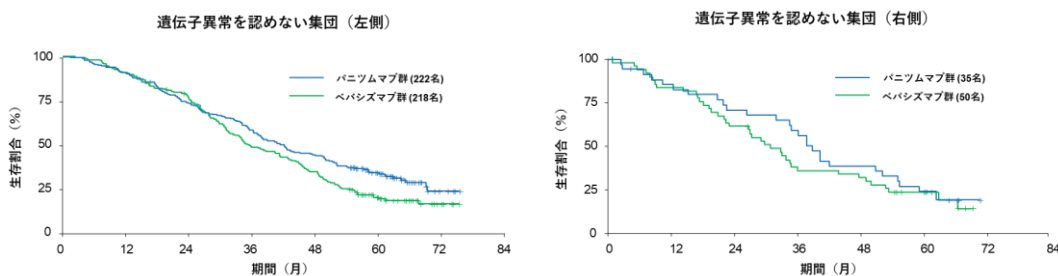 遺伝子異常を認めない集団（左側）
100
75
50
25
0
生存割合（%）
パニツムマブ群 (222名)
ベバシズマブ群 (218名)
0 12 24 36 48 60 72 84
期間（月）
遺伝子異常を認めない集団（右側）
100
75
50
25
0
生存割合（%）
パニツムマブ群 (35名)
ベバシズマブ群 (50名)
0 12 24 36 48 60 72 84
期間（月）